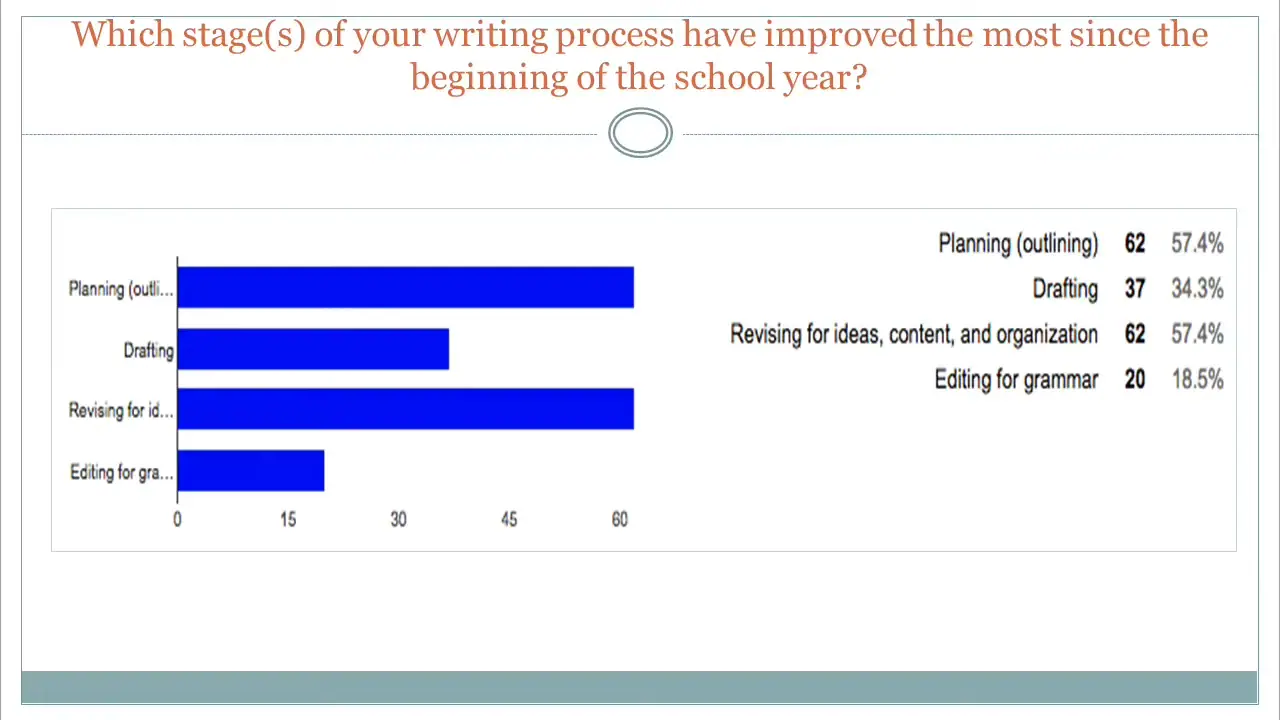 Which stage(s) of your writing process have improved the most since the
beginning of the school year?
Planning (outli...
Drafting
Revising for id...
Editing for gra...
0 15 30 45 60
Planning (outlining) 62 57.4%
Drafting 37 34.3%
Revising for ideas, content, and organization 62 57.4%
Editing for grammar 20 18.5%